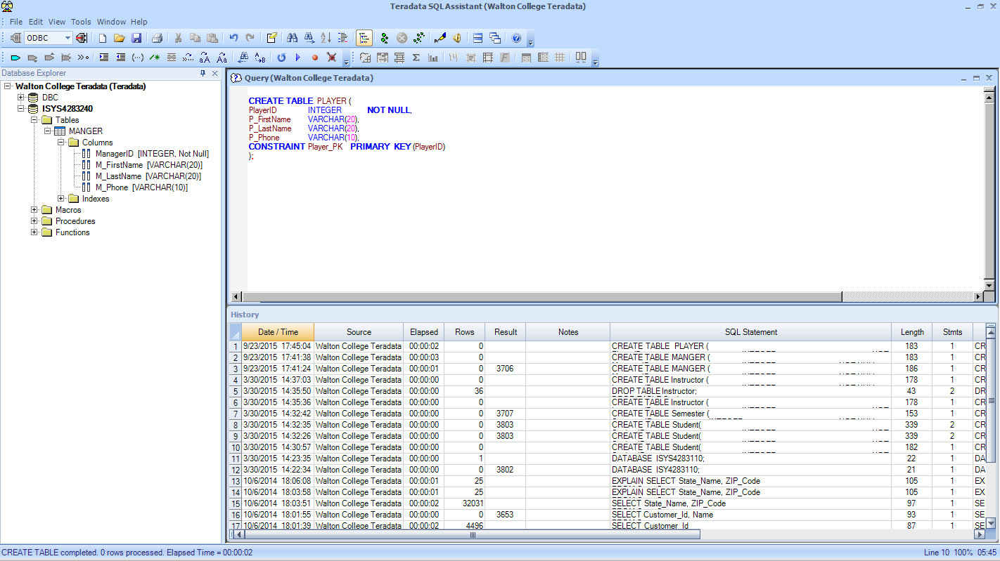 Teradata SQL Assistant (Walton College Teradata)
File Edit View Tools Window Help
ODBC
Database Explorer
Walton College Teradata (Teradata)
DBC
ISYS4283240
Tables
MANGER
Columns
ManagerID [INTEGER, Not Null]
M_FirstName [VARCHAR(20)]
M_LastName [VARCHAR(20)]
M_Phone [VARCHAR(10)]
Indexes
Macros
Procedures
Functions
Query (Walton College Teradata)
CREATE TABLE PLAYER (
PlayerID INTEGER NOT NULL,
P_FirstName VARCHAR(20),
P_LastName VARCHAR(20),
P_Phone VARCHAR(10),
CONSTRAINT Player_PK PRIMARY KEY (PlayerID)
);
History
Date / Time Source Elapsed Rows Result Notes SQL Statement Length Stmts
1 9/23/2015 17:45:04 Walton College Teradata 00:00:02 0 CREATE TABLE PLAYER ( 183 1 CR
2 9/23/2015 17:41:38 Walton College Teradata 00:00:03 0 CREATE TABLE MANGER ( 183 1 CR
3 9/23/2015 17:41:24 Walton College Teradata 00:00:01 0 3706 CREATE TABLE MANGER ( 186 1 CR
4 3/30/2015 14:37:03 Walton College Teradata 00:00:00 0 CREATE TABLE Instructor ( 178 1 CR
5 3/30/2015 14:35:50 Walton College Teradata 00:00:00 36 DROP TABLE Instructor; 43 2 DR
6 3/30/2015 14:35:36 Walton College Teradata 00:00:00 0 CREATE TABLE Instructor ( 178 1 CR
7 3/30/2015 14:32:42 Walton College Teradata 00:00:00 0 3707 CREATE TABLE Semester ( 153 1 CR
8 3/30/2015 14:32:35 Walton College Teradata 00:00:00 0 3803 CREATE TABLE Student( 339 2 CR
9 3/30/2015 14:32:26 Walton College Teradata 00:00:00 0 3803 CREATE TABLE Student( 339 2 CR
10 3/30/2015 14:30:57 Walton College Teradata 00:00:00 0 CREATE TABLE Student( 182 1 CR
11 3/30/2015 14:23:35 Walton College Teradata 00:00:00 1 DATABASE ISYS4283110; 22 1 DA
12 3/30/2015 14:22:34 Walton College Teradata 00:00:00 0 3802 DATABASE ISY4283110; 21 1 DA
13 10/6/2014 18:06:08 Walton College Teradata 00:00:01 25 EXPLAIN SELECT State_Name, ZIP_Code 105 1 EX
14 10/6/2014 18:03:58 Walton College Teradata 00:00:01 25 EXPLAIN SELECT State_Name, ZIP_Code 105 1 EX
15 10/6/2014 18:03:51 Walton College Teradata 00:00:02 32031 SELECT State_Name, ZIP_Code 97 1 SE
16 10/6/2014 18:01:55 Walton College Teradata 00:00:00 0 3653 SELECT Customer_Id, Name 93 1 SE
17 10/6/2014 18:01:39 Walton College Teradata 00:00:02 4496 SELECT Customer_Id 87 1 SE
CREATE TABLE completed. 0 rows processed. Elapsed Time = 00:00:02 Line 10 100% 05:45